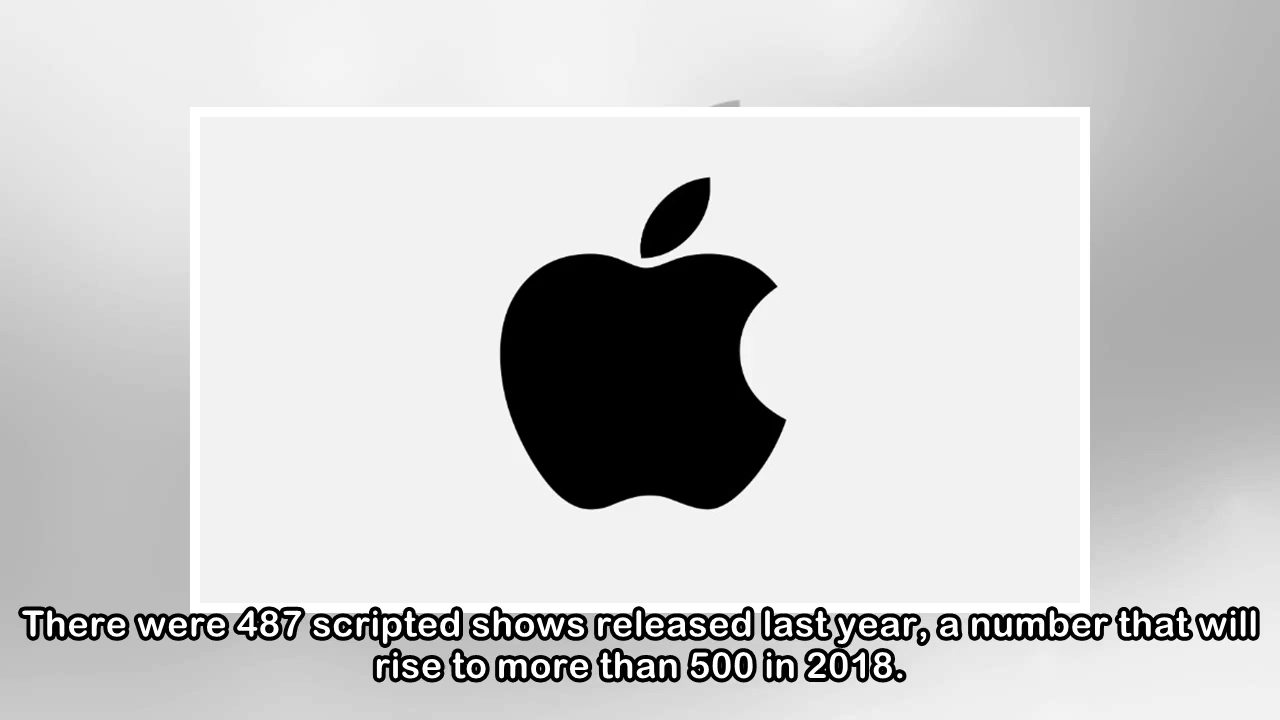 There were 487 scripted shows released last year, a number that will
rise to more than 500 in 2018.